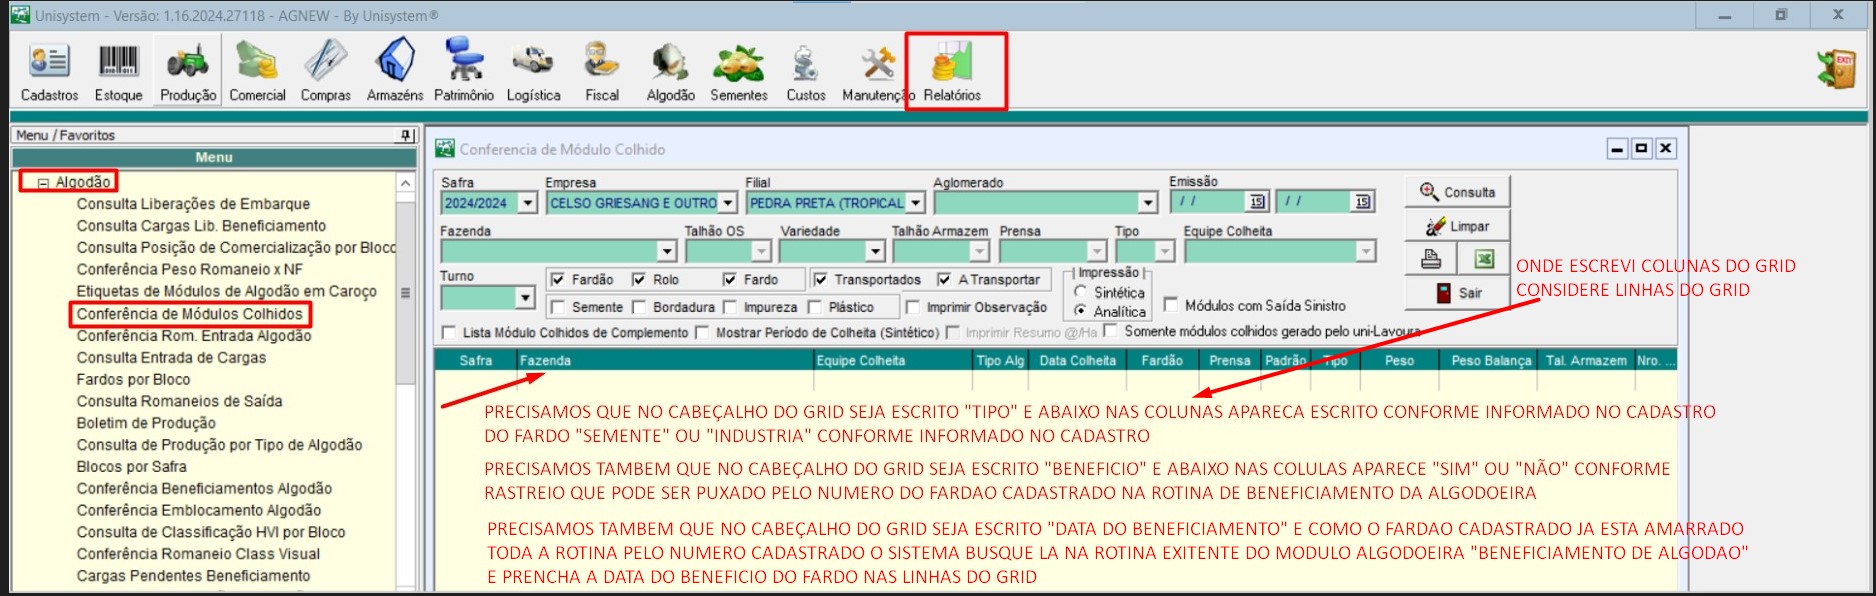 Unisystem - Versão: 1.16.2024.27118 - AGNEW - By Unisystem®
Cadastros Estoque Produção Comercial Compras Armazéns Patrimônio Logística Fiscal Algodão Sementes Custos Manutenção Relatórios
EXIT
Menu / Favoritos
Menu
Algodão
Consulta Liberações de Embarque
Consulta Cargas Lib. Beneficiamento
Consulta Posição de Comercialização por Bloco
Conferência Peso Romaneio x NF
Etiquetas de Módulos de Algodão em Caroço
Conferência de Módulos Colhidos
Conferência Rom. Entrada Algodão
Consulta Entrada de Cargas
Fardos por Bloco
Consulta Romaneios de Saída
Boletim de Produção
Consulta de Produção por Tipo de Algodão
Blocos por Safra
Conferência Beneficiamentos Algodão
Conferência Emblocamento Algodão
Consulta de Classificação HVI por Bloco
Conferência Romaneio Class Visual
Cargas Pendentes Beneficiamento
Conferencia de Módulo Colhido
Safra Empresa Filial Aglomerado Emissão
2024/2024 CELSO GRIESANG E OUTRO PEDRA PRETA (TROPICAL / / 15 / / 15
Consulta
Fazenda Talhão OS Variedade Talhão Armazem Prensa Tipo Equipe Colheita
Limpar
Turno
Fardão Rolo Fardo Transportados A Transportar
Impressão
Sintética
Analítica
Sair
Semente Bordadura Impureza Plástico Imprimir Observação
Módulos com Saída Sinistro
Lista Módulo Colhidos de Complemento Mostrar Período de Colheita (Sintético) Imprimir Resumo @/Ha Somente módulos colhidos gerado pelo uni-Lavoura
ONDE ESCREVI COLUNAS DO GRID
CONSIDERE LINHAS DO GRID
Safra Fazenda Equipe Colheita Tipo Alg Data Colheita Fardão Prensa Padrão Tipo Peso Peso Balança Tal. Armazem Nro. ...
PRECISAMOS QUE NO CABEÇALHO DO GRID SEJA ESCRITO "TIPO" E ABAIXO NAS COLUNAS APARECA ESCRITO CONFORME INFORMADO NO CADASTRO
DO FARDO "SEMENTE" OU "INDUSTRIA" CONFORME INFORMADO NO CADASTRO
PRECISAMOS TAMBEM QUE NO CABEÇALHO DO GRID SEJA ESCRITO "BENEFICIO" E ABAIXO NAS COLULAS APARECE "SIM" OU "NÃO" CONFORME
RASTREIO QUE PODE SER PUXADO PELO NUMERO DO FARDAO CADASTRADO NA ROTINA DE BENEFICIAMENTO DA ALGODOEIRA
PRECISAMOS TAMBEM QUE NO CABEÇALHO DO GRID SEJA ESCRITO "DATA DO BENEFICIAMENTO" E COMO O FARDAO CADASTRADO JA ESTA AMARRADO
TODA A ROTINA PELO NUMERO CADASTRADO O SISTEMA BUSQUE LA NA ROTINA EXITENTE DO MODULO ALGODOEIRA "BENEFICIAMENTO DE ALGODAO"
E PRENCHA A DATA DO BENEFICIO DO FARDO NAS LINHAS DO GRID